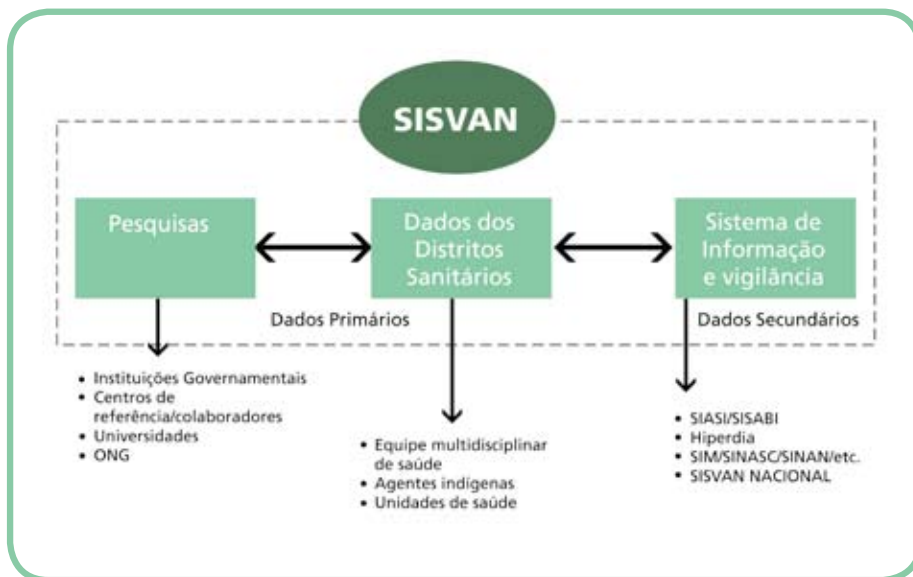 SISVAN
Pesquisas
Dados dos
Distritos
Sanitários
Sistema de
Informação
e vigilância
Dados Primários
Dados Secundários
• Instituições Governamentais
• Centros de
referência/colaboradores
• Universidades
• ONG
• Equipe multidisciplinar
de saúde
• Agentes indígenas
• Unidades de saúde
• SIASI/SISABI
• Hiperdia
• SIM/SINASC/SINAN/etc.
• SISVAN NACIONAL